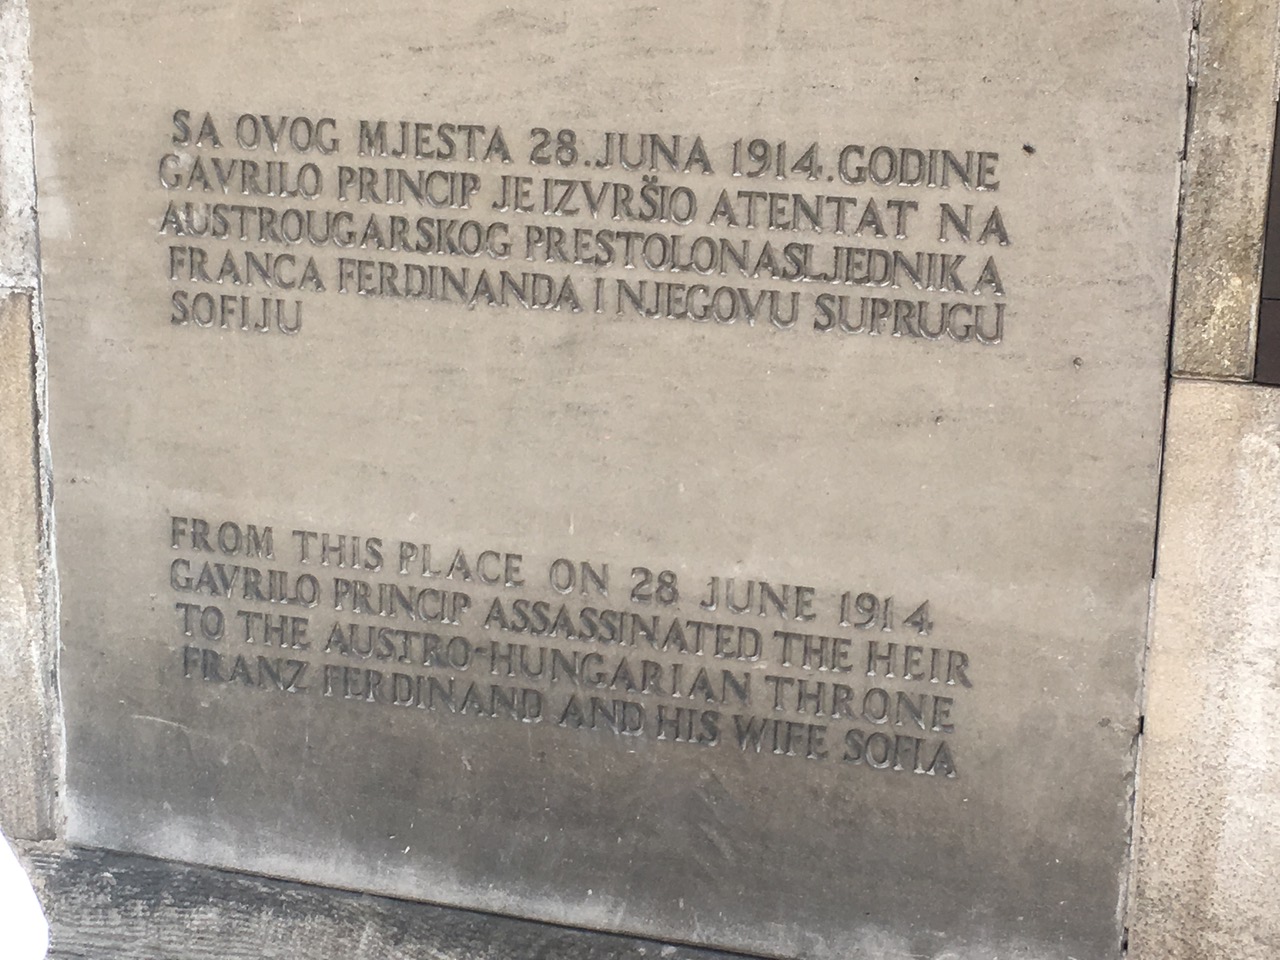 SA OVOG MJESTA 28.JUNA 1914.GODINE
GAVRILO PRINCIP JE IZVRŠIO ATENTAT NA
AUSTROUGARSKOG PRESTOLONASLJEDNIKA
FRANCA FERDINANDA I NJEGOVU SUPRUGU
SOFIJU
FROM THIS PLACE ON 28 JUNE 1914
GAVRILO PRINCIP ASSASSINATED THE HEIR
TO THE AUSTRO-HUNGARIAN THRONE
FRANZ FERDINAND AND HIS WIFE SOFIA